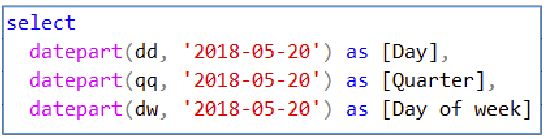 select
datepart(dd, '2018-05-20') as [Day],
datepart(qq, '2018-05-20') as [Quarter],
datepart(dw, '2018-05-20') as [Day of week]